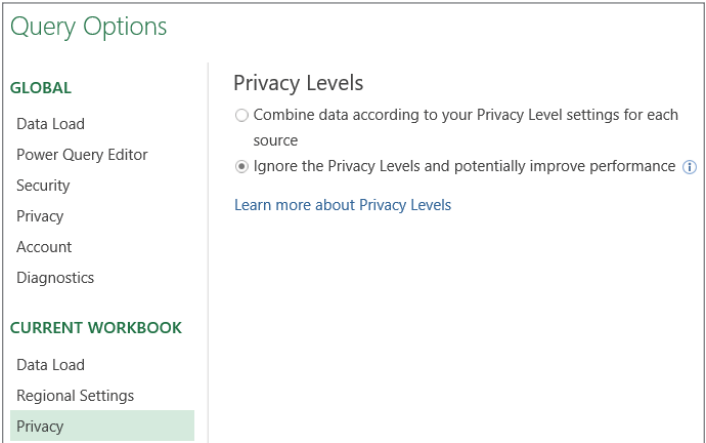 Query Options
GLOBAL
Data Load
Power Query Editor
Security
Privacy
Account
Diagnostics
CURRENT WORKBOOK
Data Load
Regional Settings
Privacy
Privacy Levels
Combine data according to your Privacy Level settings for each
source
Ignore the Privacy Levels and potentially improve performance
Learn more about Privacy Levels